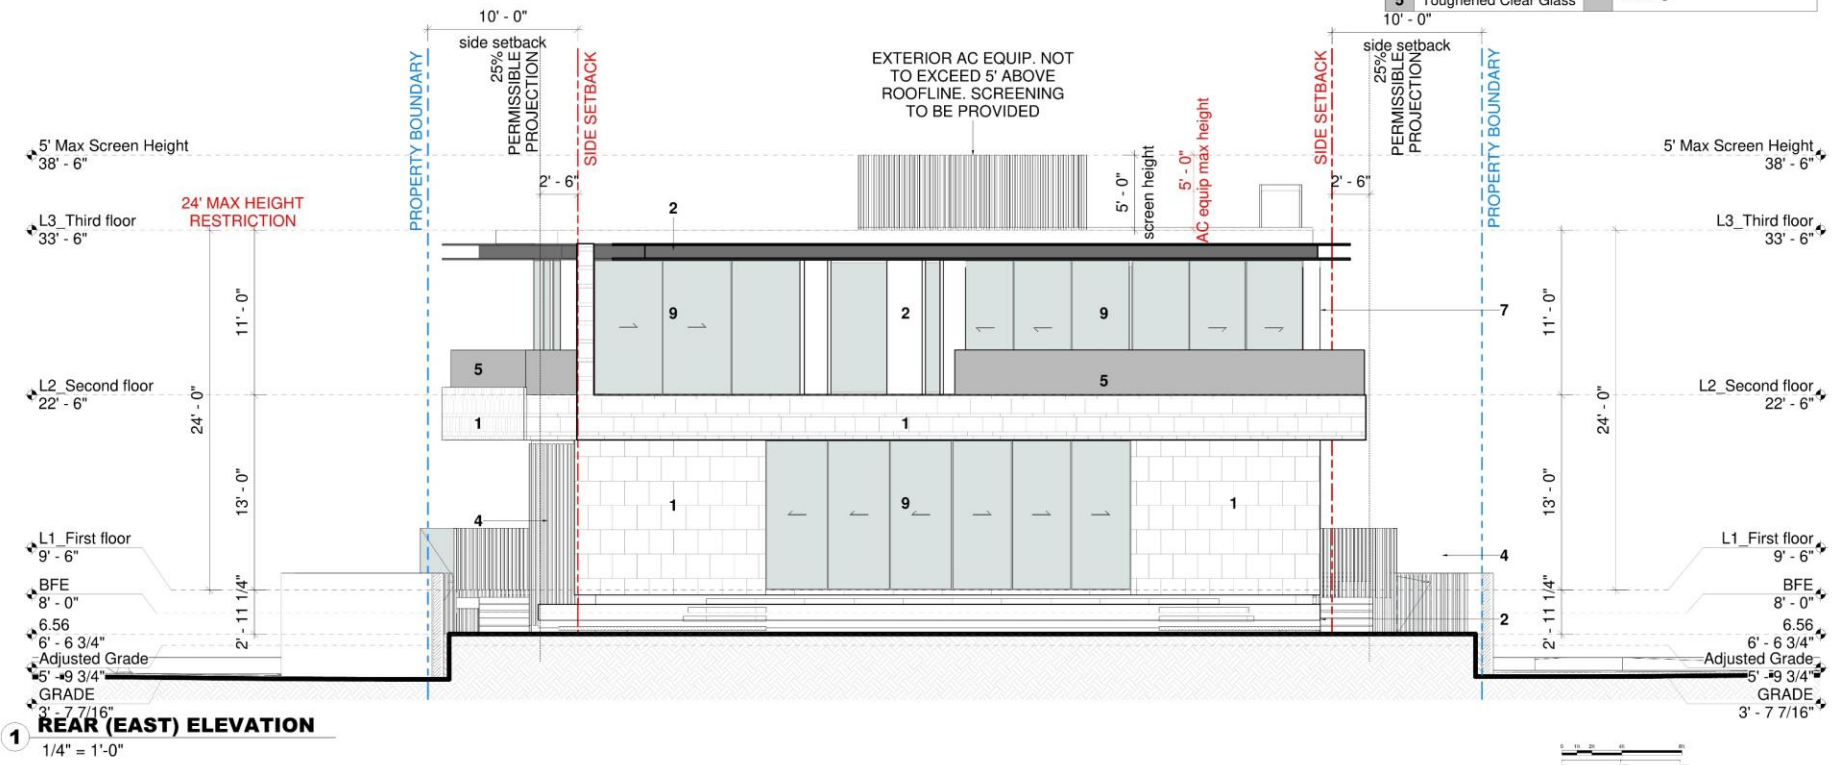 5 Toughened Clear Glass
10' - 0"
side setback
25%
PERMISSIBLE
PROJECTION
PROPERTY BOUNDARY
SIDE SETBACK
2' - 6"
EXTERIOR AC EQUIP. NOT
TO EXCEED 5' ABOVE
ROOFLINE. SCREENING
TO BE PROVIDED
5' - 0"
screen height
5' - 0"
AC equip max height
10' - 0"
side setback
SIDE SETBACK
25%
PERMISSIBLE
PROJECTION
PROPERTY BOUNDARY
2' - 6"
5' Max Screen Height
38' - 6"
24' MAX HEIGHT
RESTRICTION
L3_Third floor
33' - 6"
L2_Second floor
22' - 6"
L1_First floor
9' - 6"
BFE
8' - 0"
6.56
6' - 6 3/4"
Adjusted Grade
5' - 9 3/4"
GRADE
3' - 7 7/16"
24' - 0"
11' - 0"
13' - 0"
2' - 11 1/4"
2
9
2
9
7
5
5
1
1
1
9
1
4
4
2
11' - 0"
13' - 0"
2' - 11 1/4"
24' - 0"
5' Max Screen Height
38' - 6"
L3_Third floor
33' - 6"
L2_Second floor
22' - 6"
L1_First floor
9' - 6"
BFE
8' - 0"
6.56
6' - 6 3/4"
Adjusted Grade
5' - 9 3/4"
GRADE
3' - 7 7/16"
1 REAR (EAST) ELEVATION
1/4" = 1'-0"